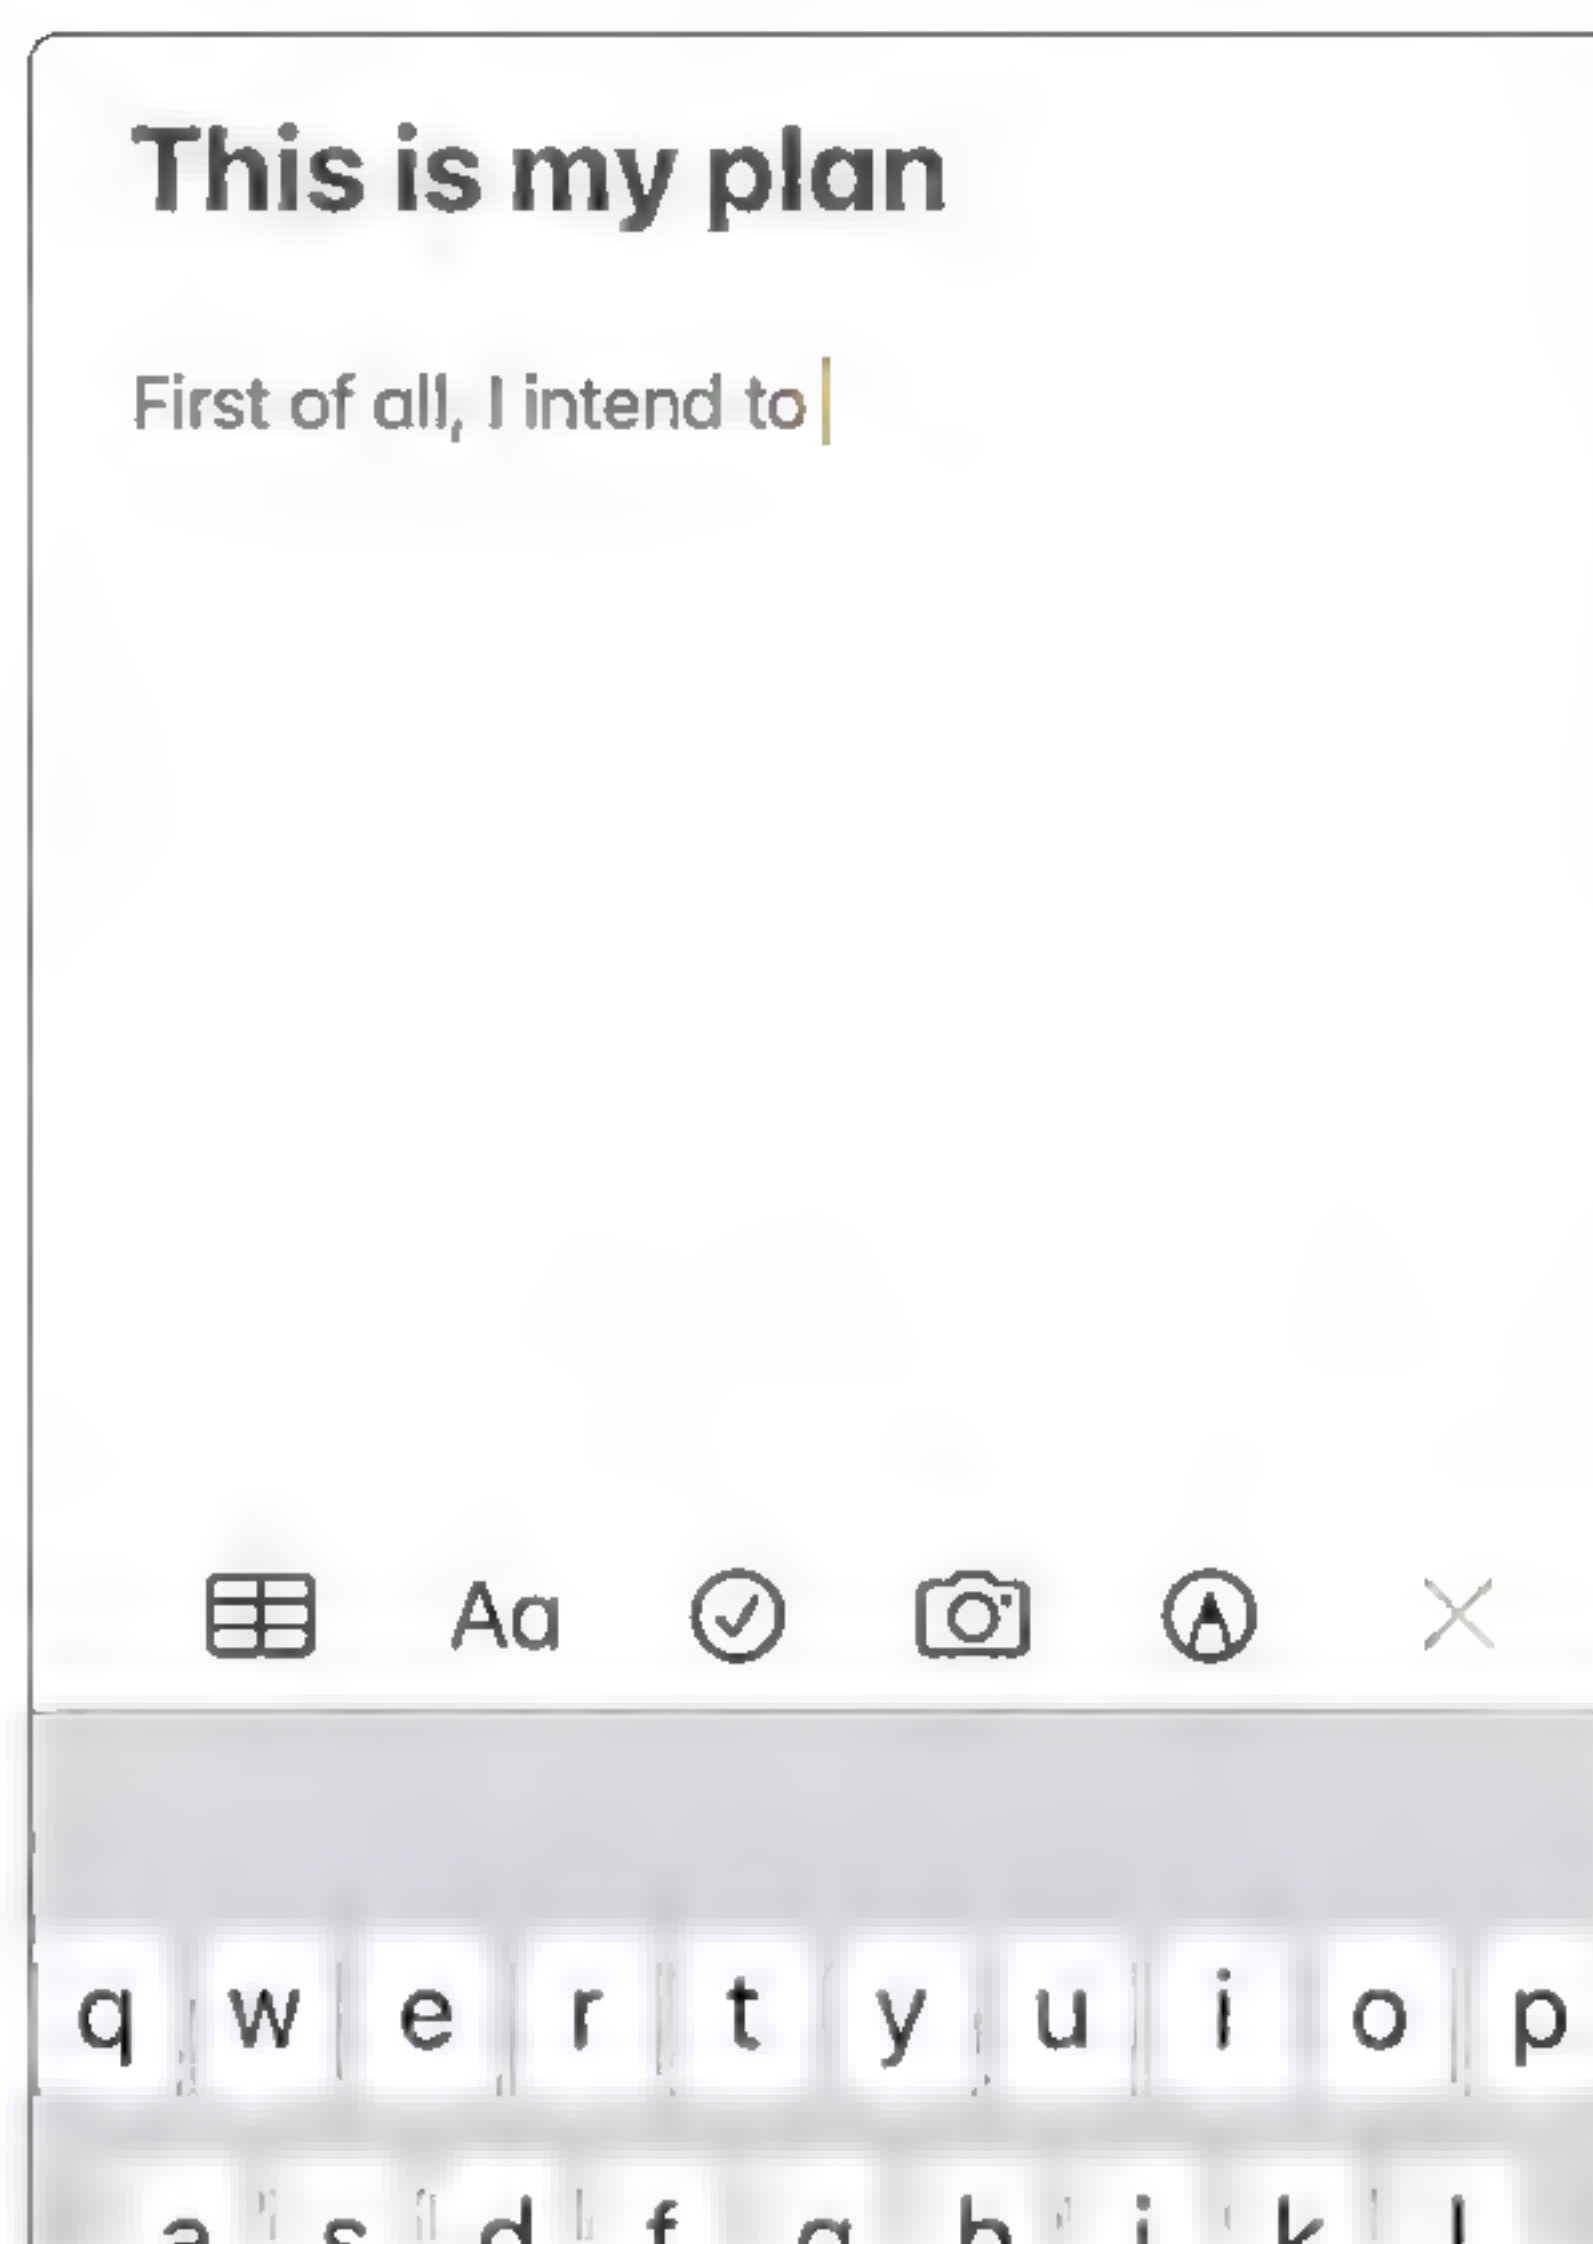 This is my plan
First of all, I intend to
Aa
q w e r t y u i o p
a s d f g h j k l